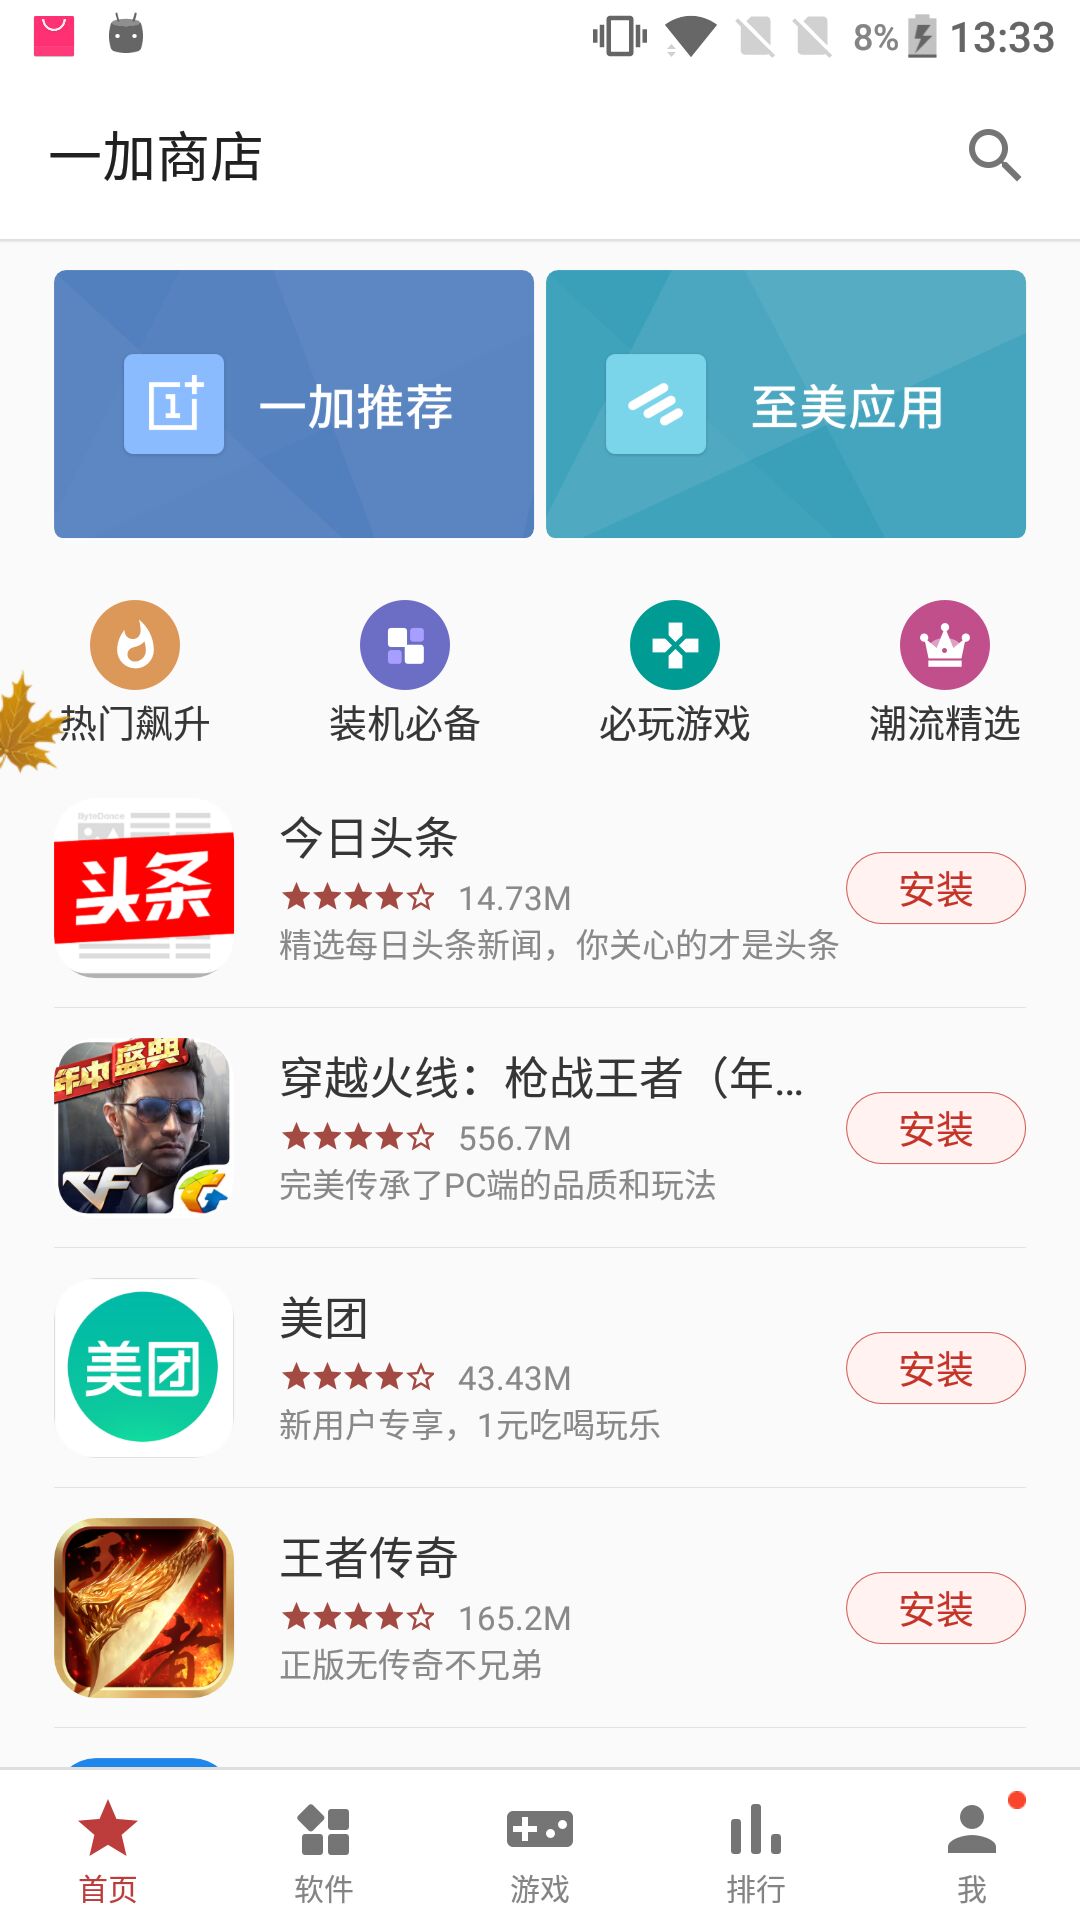 8% 13:33
一加商店
一加推荐 至美应用
热门飙升 装机必备 必玩游戏 潮流精选
ByteDance
头条
今日头条
14.73M
精选每日头条新闻，你关心的才是头条
安装
年中盛典
CF
穿越火线：枪战王者（年...
556.7M
完美传承了PC端的品质和玩法
安装
美团
美团
43.43M
新用户专享，1元吃喝玩乐
安装
王者
王者传奇
165.2M
正版无传奇不兄弟
安装
首页 软件 游戏 排行 我